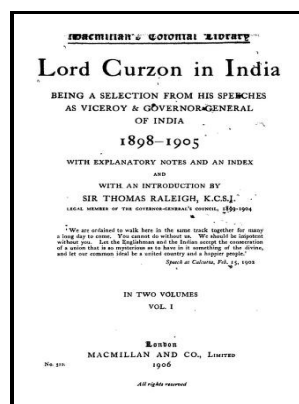 Macmillan's Colonial Library
Lord Curzon in India
BEING A SELECTION FROM HIS SPEECHES
AS VICEROY & GOVERNOR-GENERAL
OF INDIA
1898–1905
WITH EXPLANATORY NOTES AND AN INDEX
AND
WITH AN INTRODUCTION BY
SIR THOMAS RALEIGH, K.C.S.I.
LEGAL MEMBER OF THE GOVERNOR-GENERAL'S COUNCIL, 1899-1904
'We are ordained to walk here in the same track together for many
a long day to come. You cannot do without us. We should be impotent
without you. Let the Englishman and the Indian accept the consecration
of a union that is so mysterious as to have in it something of the divine,
and let our common ideal be a united country and a happier people.'
Speech at Calcutta, Feb. 15, 1902
IN TWO VOLUMES
VOL. I
London
MACMILLAN AND CO., LIMITED
1906
No.
All rights reserved